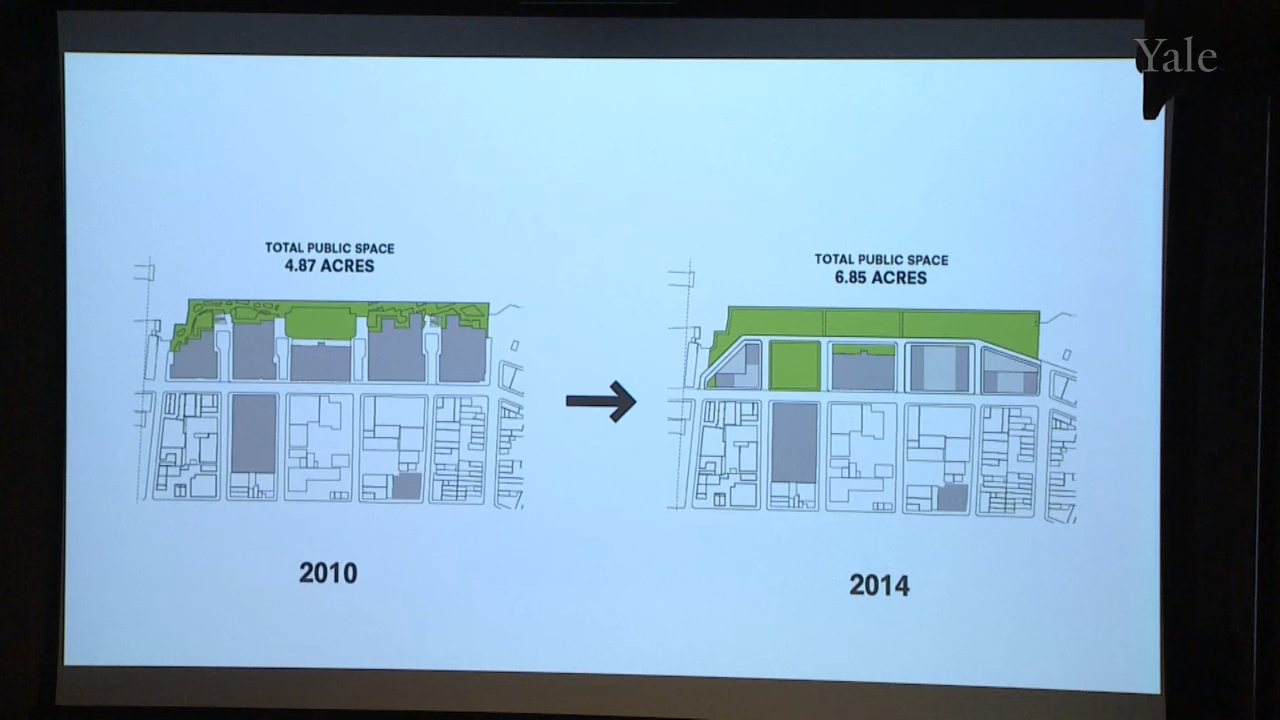 Yale
TOTAL PUBLIC SPACE
4.87 ACRES
TOTAL PUBLIC SPACE
6.85 ACRES
2010
2014